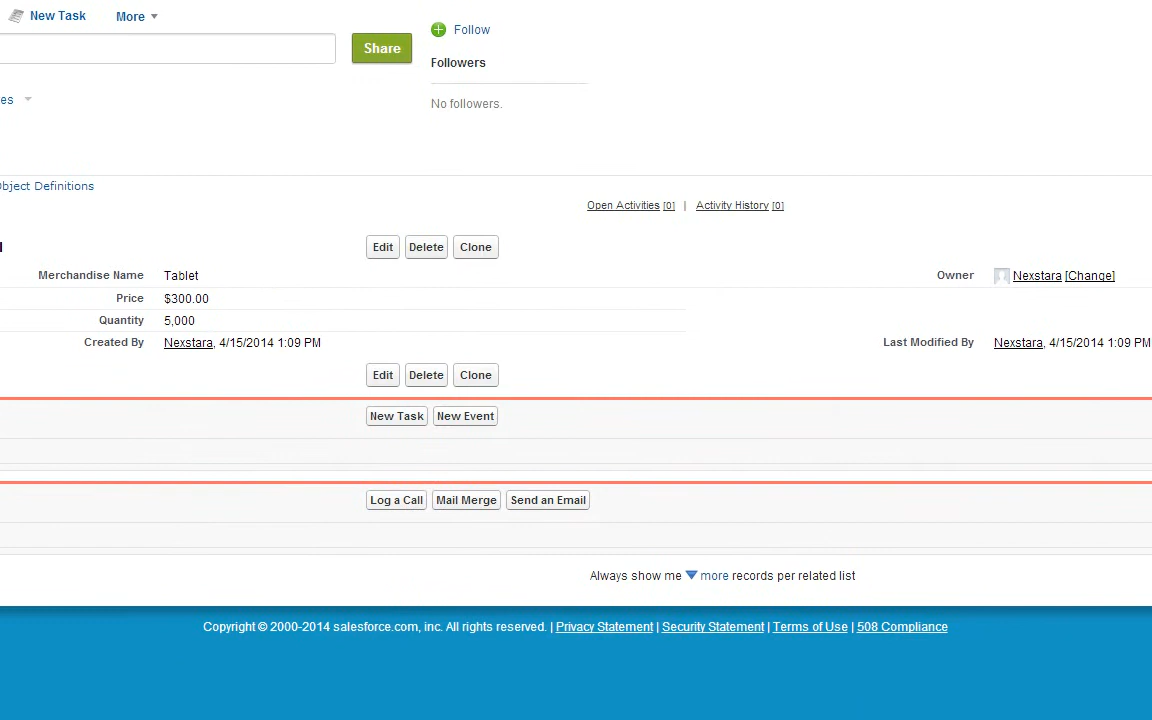 New Task More
Follow
Share
Followers
No followers.
es
Object Definitions
Open Activities [0] | Activity History [0]
Edit Delete Clone
Merchandise Name Tablet Owner Nexstara [Change]
Price $300.00
Quantity 5,000
Created By Nexstara, 4/15/2014 1:09 PM Last Modified By Nexstara, 4/15/2014 1:09 PM
Edit Delete Clone
New Task New Event
Log a Call Mail Merge Send an Email
Always show me more records per related list
Copyright © 2000-2014 salesforce.com, inc. All rights reserved. | Privacy Statement | Security Statement | Terms of Use | 508 Compliance